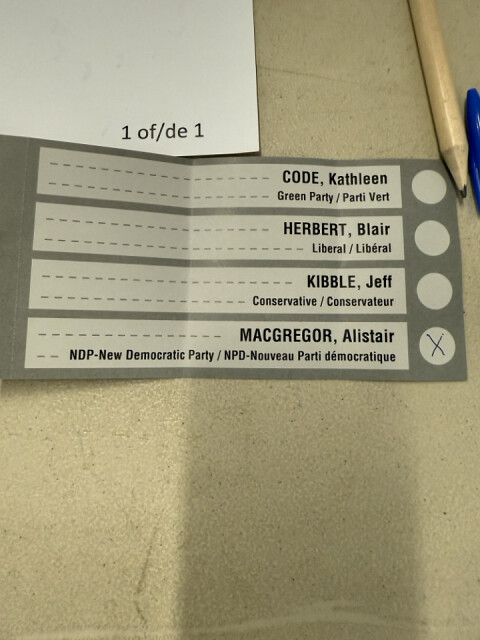 1 of/de 1
CODE, Kathleen
Green Party / Parti Vert
HERBERT, Blair
Liberal / Libéral
KIBBLE, Jeff
Conservative / Conservateur
MACGREGOR, Alistair
NDP-New Democratic Party / NPD-Nouveau Parti démocratique
X